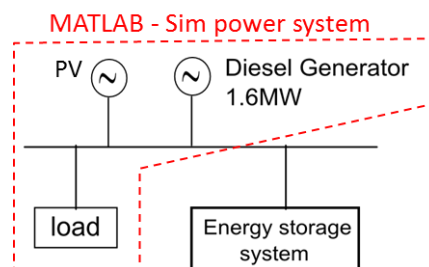 MATLAB - Sim power system
PV ~ ~ Diesel Generator
1.6MW
load
Energy storage
system